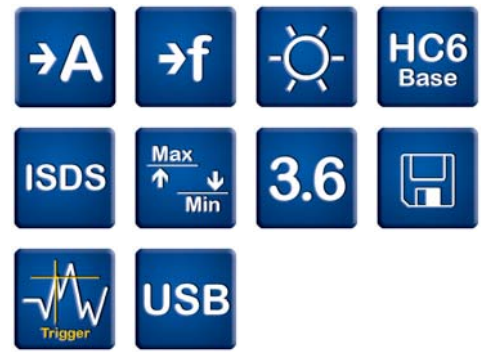 →A
→f
HC6
Base
ISDS
Max
Min
3.6
Trigger
USB